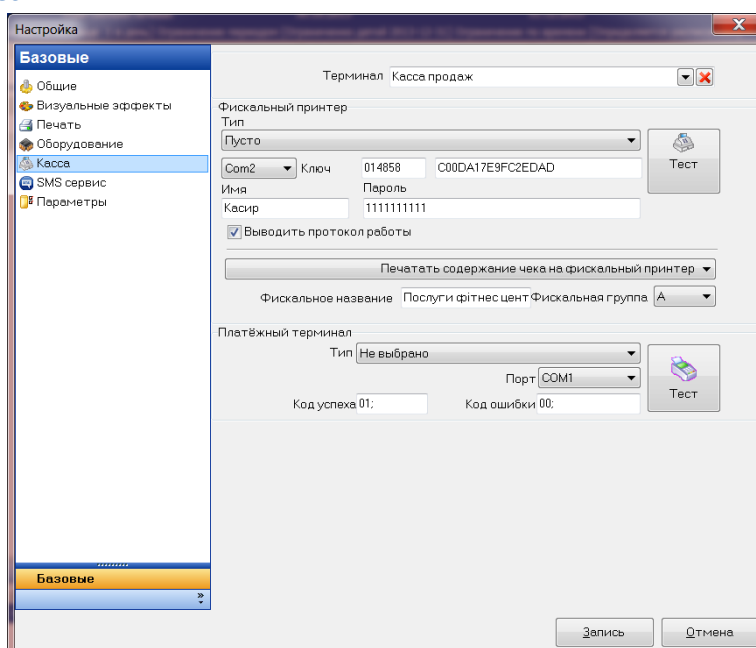 Настройка
Базовые
Общие
Визуальные эффекты
Печать
Оборудование
Касса
SMS сервис
Параметры
Базовые
Терминал Касса продаж
Фискальный принтер
Тип
Пусто
Com2 Ключ 014858 C00DA17E9FC2EDAD
Тест
Имя Пароль
Касир 1111111111
Выводить протокол работы
Печатать содержание чека на фискальный принтер
Фискальное название Послуги фітнес цент Фискальная группа А
Платёжный терминал
Тип Не выбрано
Порт COM1
Тест
Код успеха 01; Код ошибки 00;
Запись Отмена